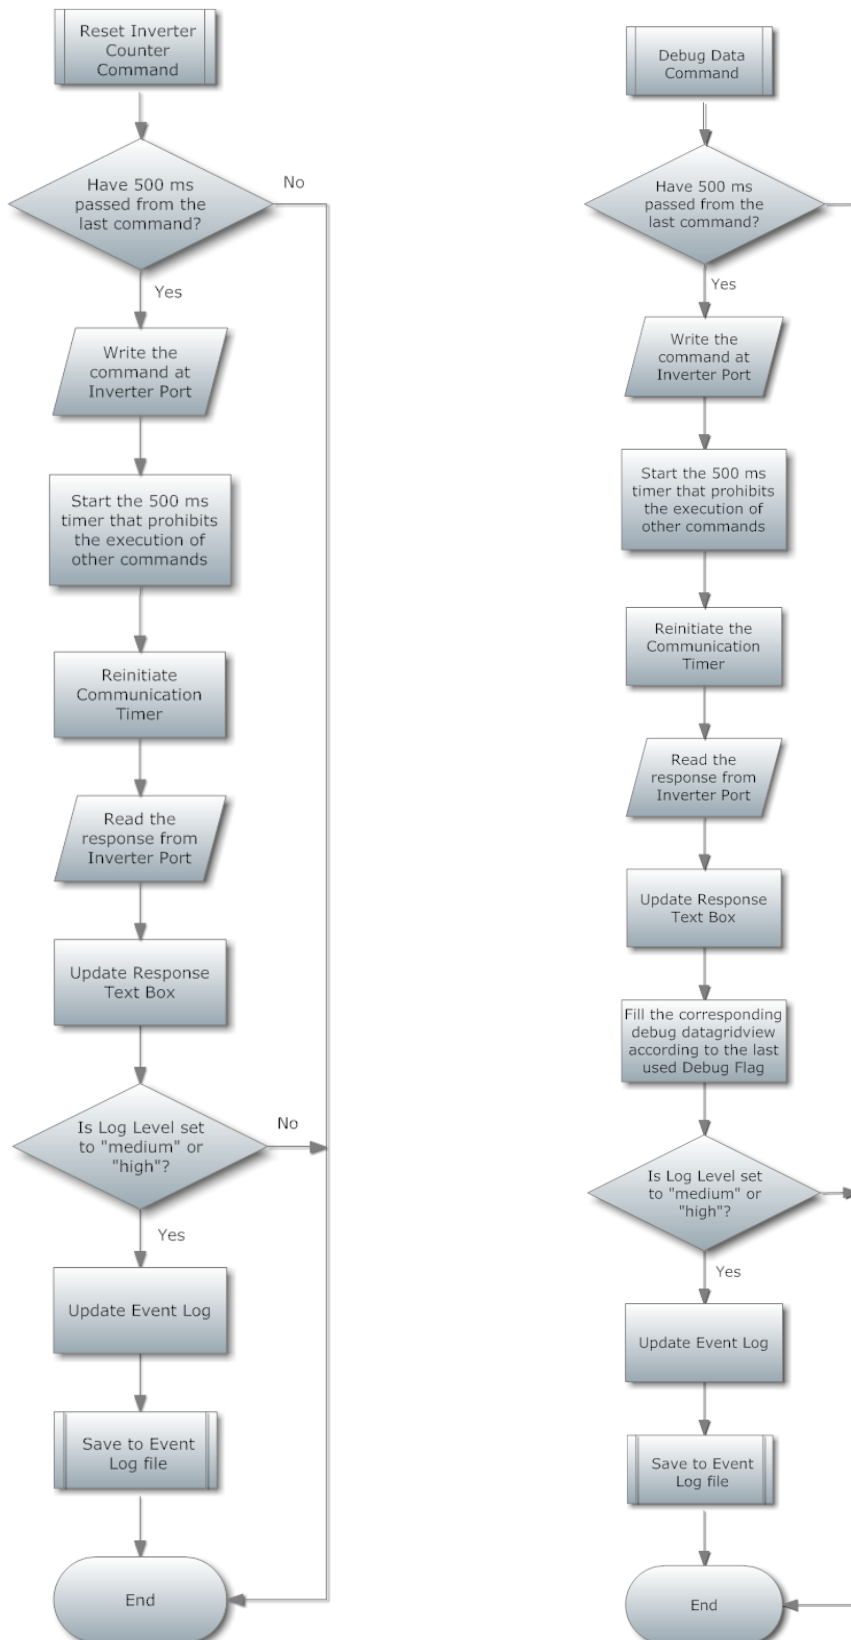 Reset Inverter
Counter
Command
Have 500 ms
passed from the
last command?
No
Yes
Write the
command at
Inverter Port
Start the 500 ms
timer that prohibits
the execution of
other commands
Reinitiate
Communication
Timer
Read the
response from
Inverter Port
Update Response
Text Box
Is Log Level set
to "medium" or
"high"?
No
Yes
Update Event Log
Save to Event
Log file
End
Debug Data
Command
Have 500 ms
passed from the
last command?
Yes
Write the
command at
Inverter Port
Start the 500 ms
timer that prohibits
the execution of
other commands
Reinitiate the
Communication
Timer
Read the
response from
Inverter Port
Update Response
Text Box
Fill the corresponding
debug datagridview
according to the last
used Debug Flag
Is Log Level set
to "medium" or
"high"?
Yes
Update Event Log
Save to Event
Log file
End